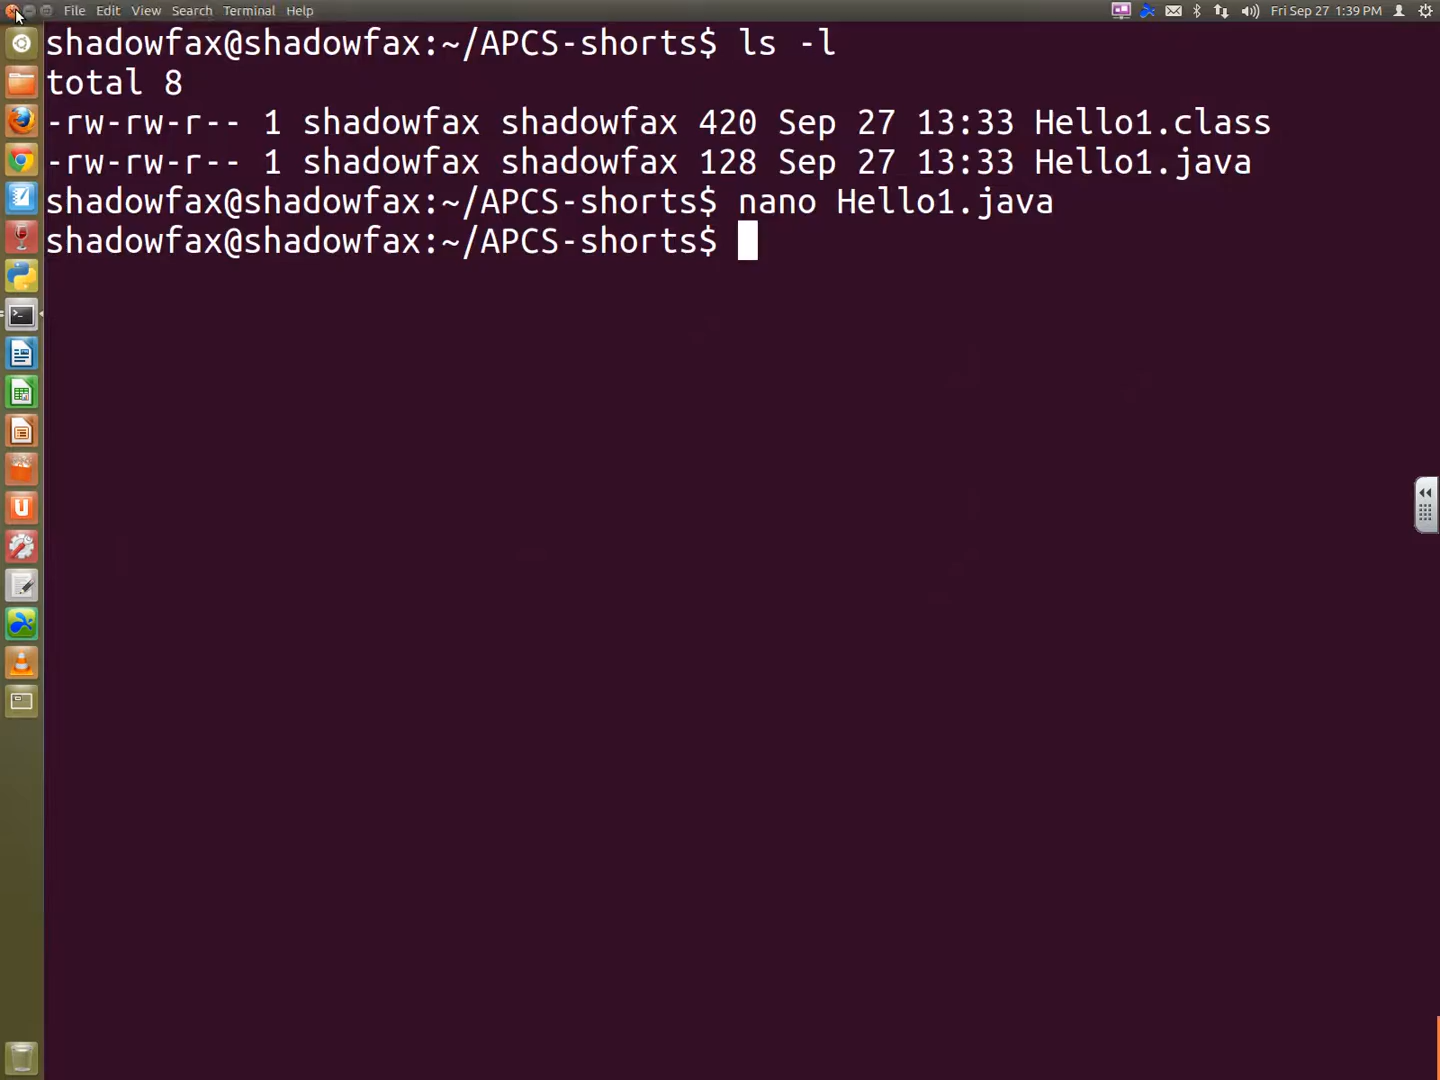 File Edit View Search Terminal Help Fri Sep 27 1:39 PM
shadowfax@shadowfax:~/APCS-shorts$ ls -l
total 8
-rw-rw-r-- 1 shadowfax shadowfax 420 Sep 27 13:33 Hello1.class
-rw-rw-r-- 1 shadowfax shadowfax 128 Sep 27 13:33 Hello1.java
shadowfax@shadowfax:~/APCS-shorts$ nano Hello1.java
shadowfax@shadowfax:~/APCS-shorts$